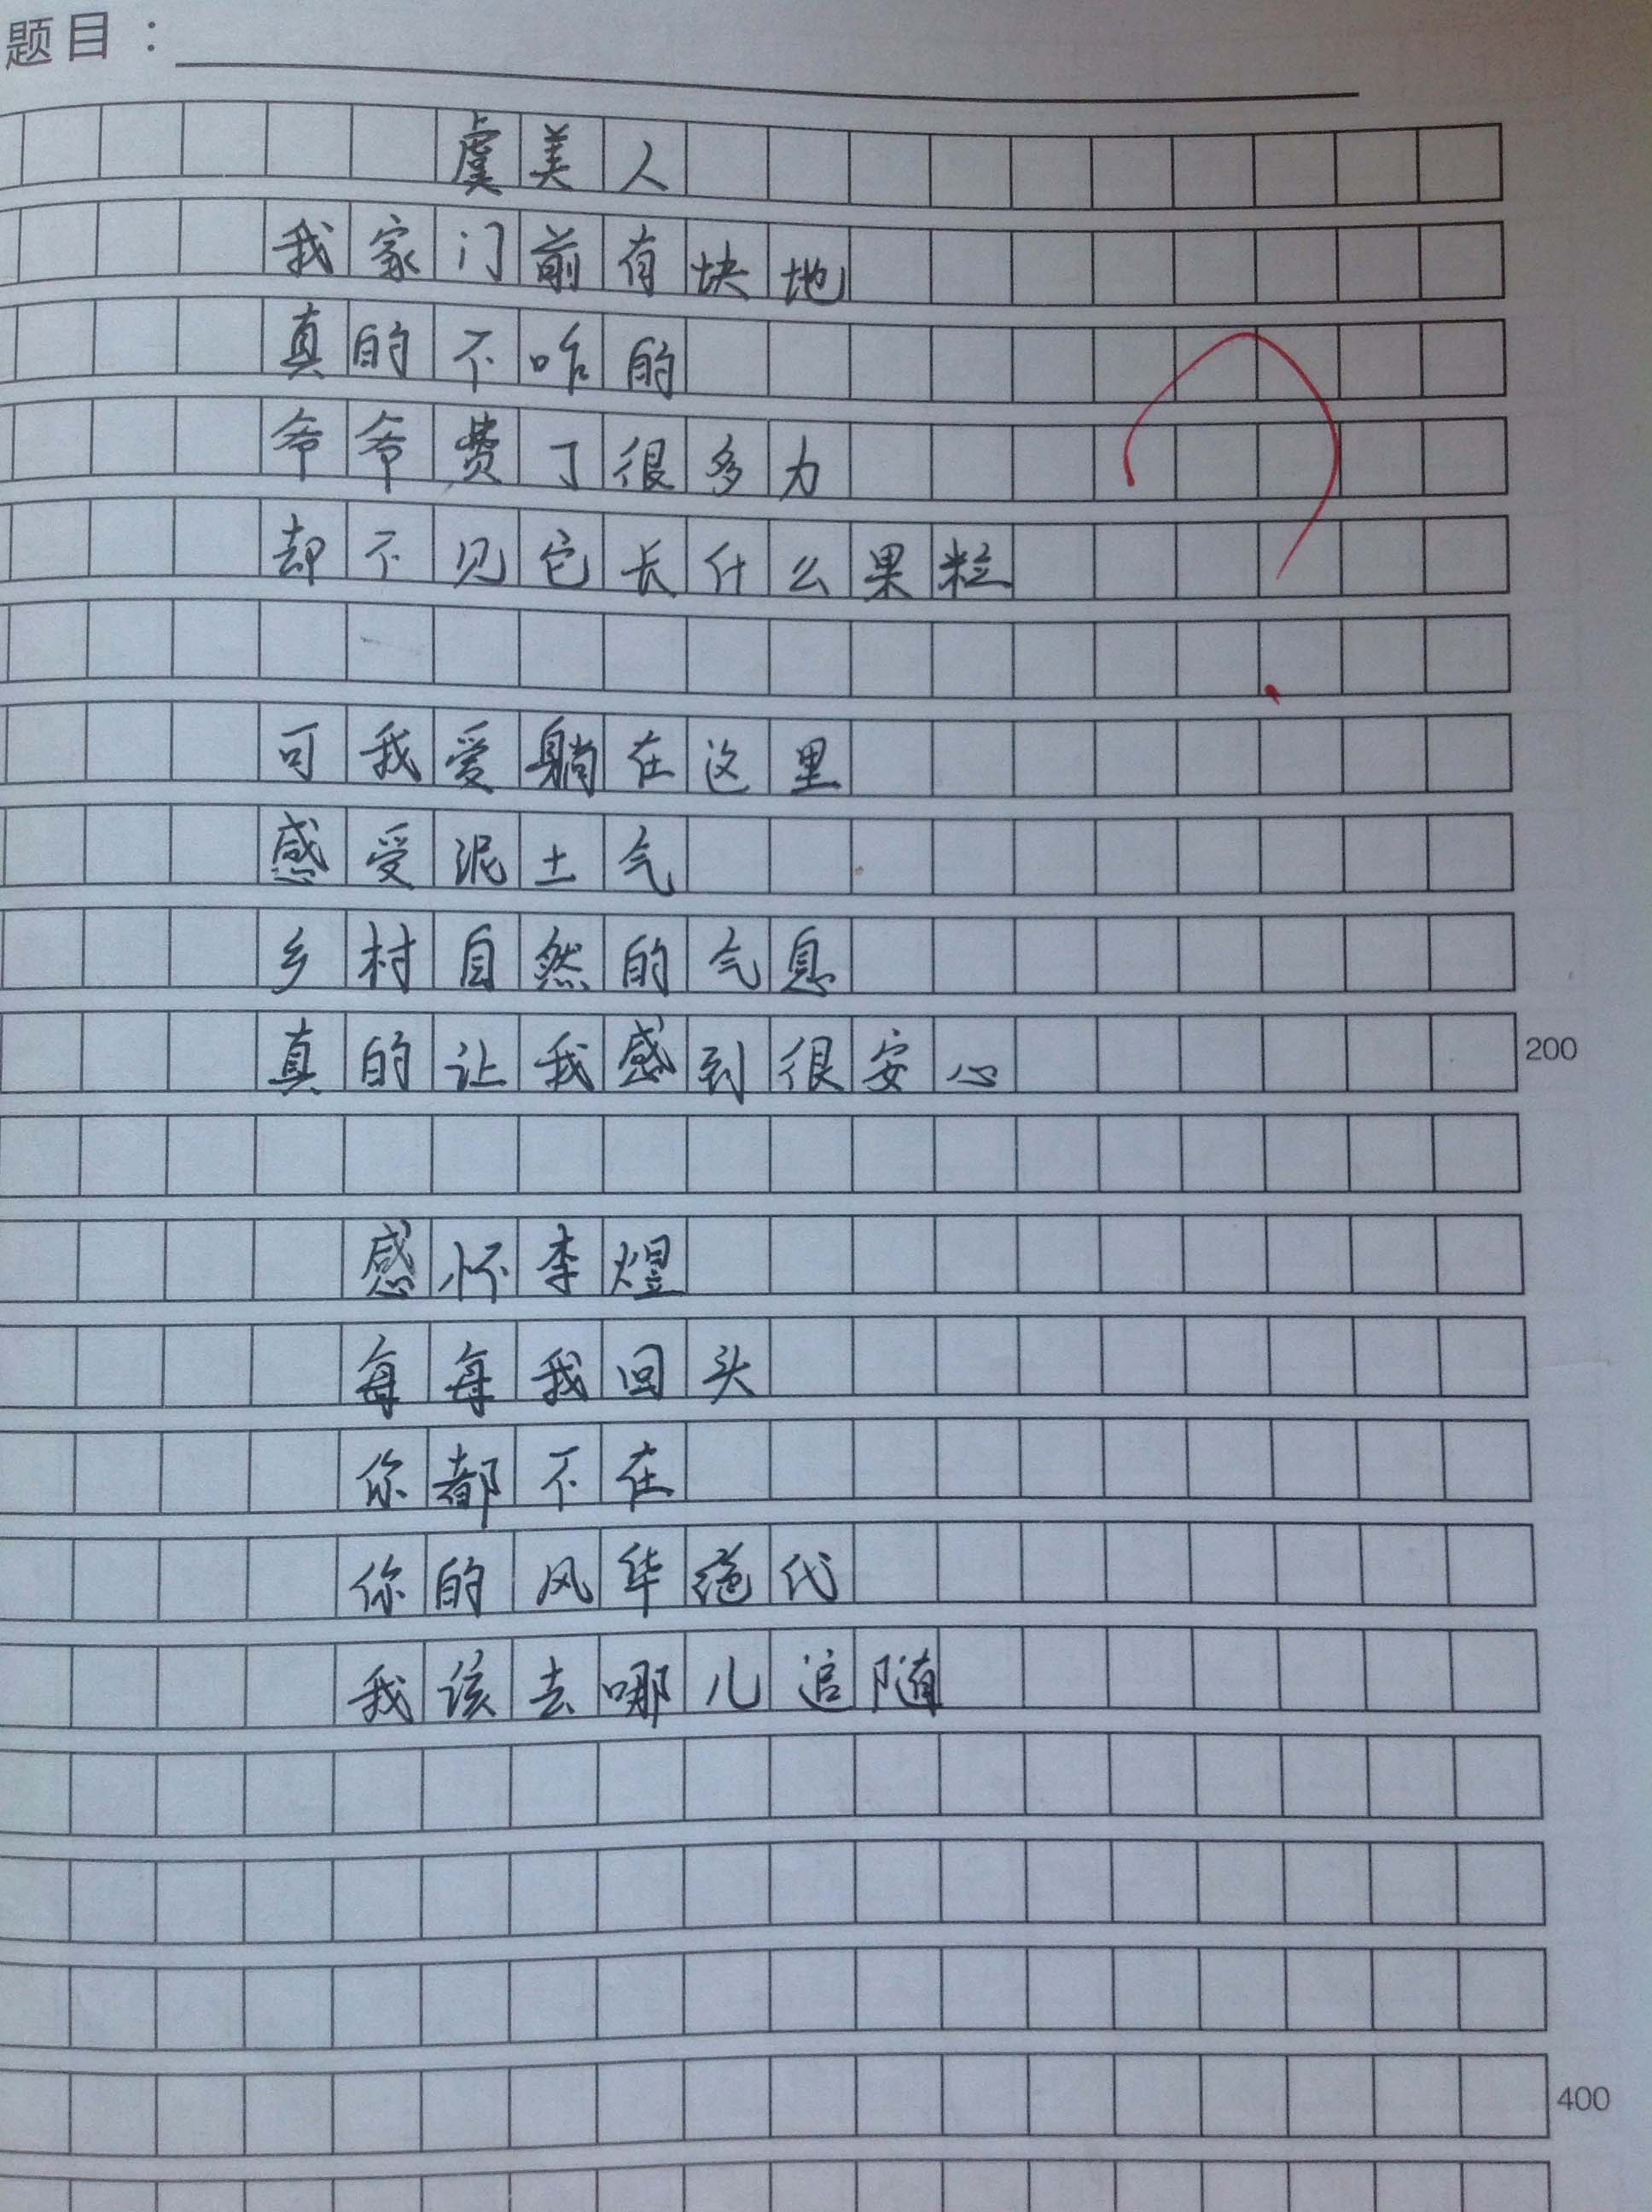 题目：
虞美人
我家门前有块地
真的不咋的
爷爷费了很多力
却不见它长什么果粒
可我爱躺在这里
感受泥土气
乡村自然的气息
真的让我感到很安心
200
感怀李煜
每每我回头
你都不在
你的风华绝代
我该去哪儿追随
400